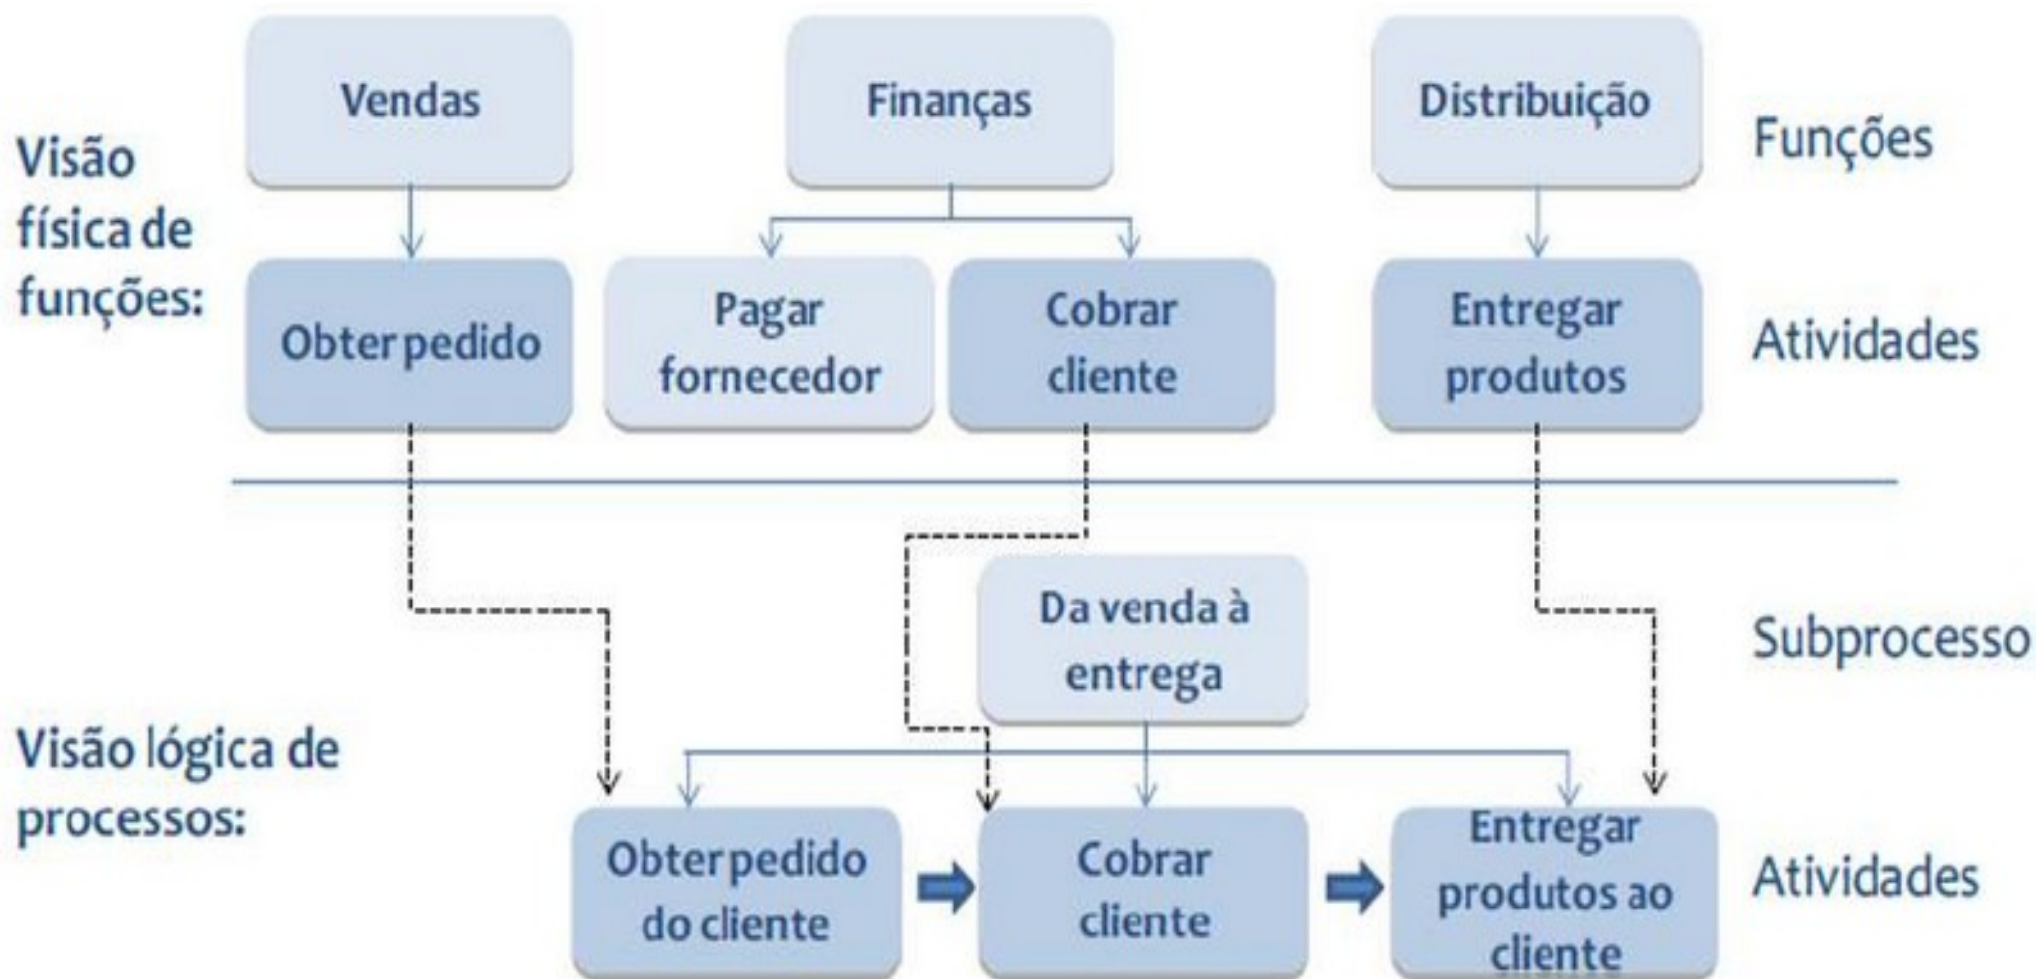 Vendas
Finanças
Distribuição
Funções
Visão
física de
funções:
Obter pedido
Pagar
fornecedor
Cobrar
cliente
Entregar
produtos
Atividades
Da venda à
entrega
Subprocesso
Visão lógica de
processos:
Obter pedido
do cliente
Cobrar
cliente
Entregar
produtos ao
cliente
Atividades